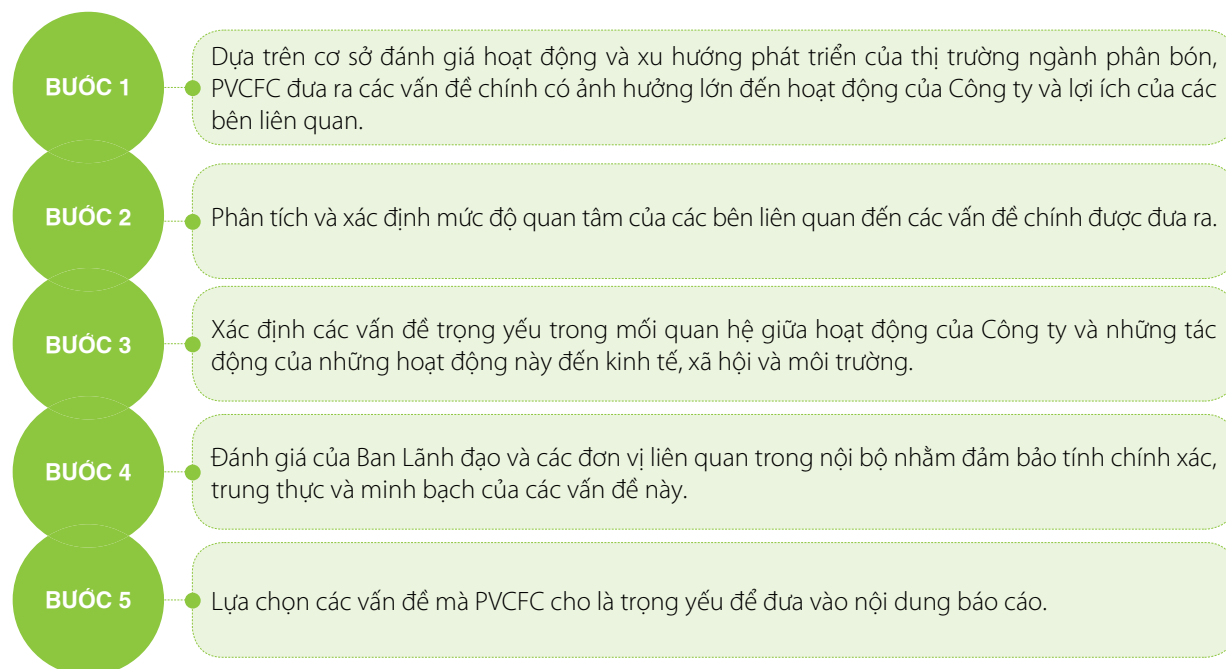 BƯỚC 1
Dựa trên cơ sở đánh giá hoạt động và xu hướng phát triển của thị trường ngành phân bón,
PVCFC đưa ra các vấn đề chính có ảnh hưởng lớn đến hoạt động của Công ty và lợi ích của các
bên liên quan.
BƯỚC 2
Phân tích và xác định mức độ quan tâm của các bên liên quan đến các vấn đề chính được đưa ra.
BƯỚC 3
Xác định các vấn đề trọng yếu trong mối quan hệ giữa hoạt động của Công ty và những tác
động của những hoạt động này đến kinh tế, xã hội và môi trường.
BƯỚC 4
Đánh giá của Ban Lãnh đạo và các đơn vị liên quan trong nội bộ nhằm đảm bảo tính chính xác,
trung thực và minh bạch của các vấn đề này.
BƯỚC 5
Lựa chọn các vấn đề mà PVCFC cho là trọng yếu để đưa vào nội dung báo cáo.